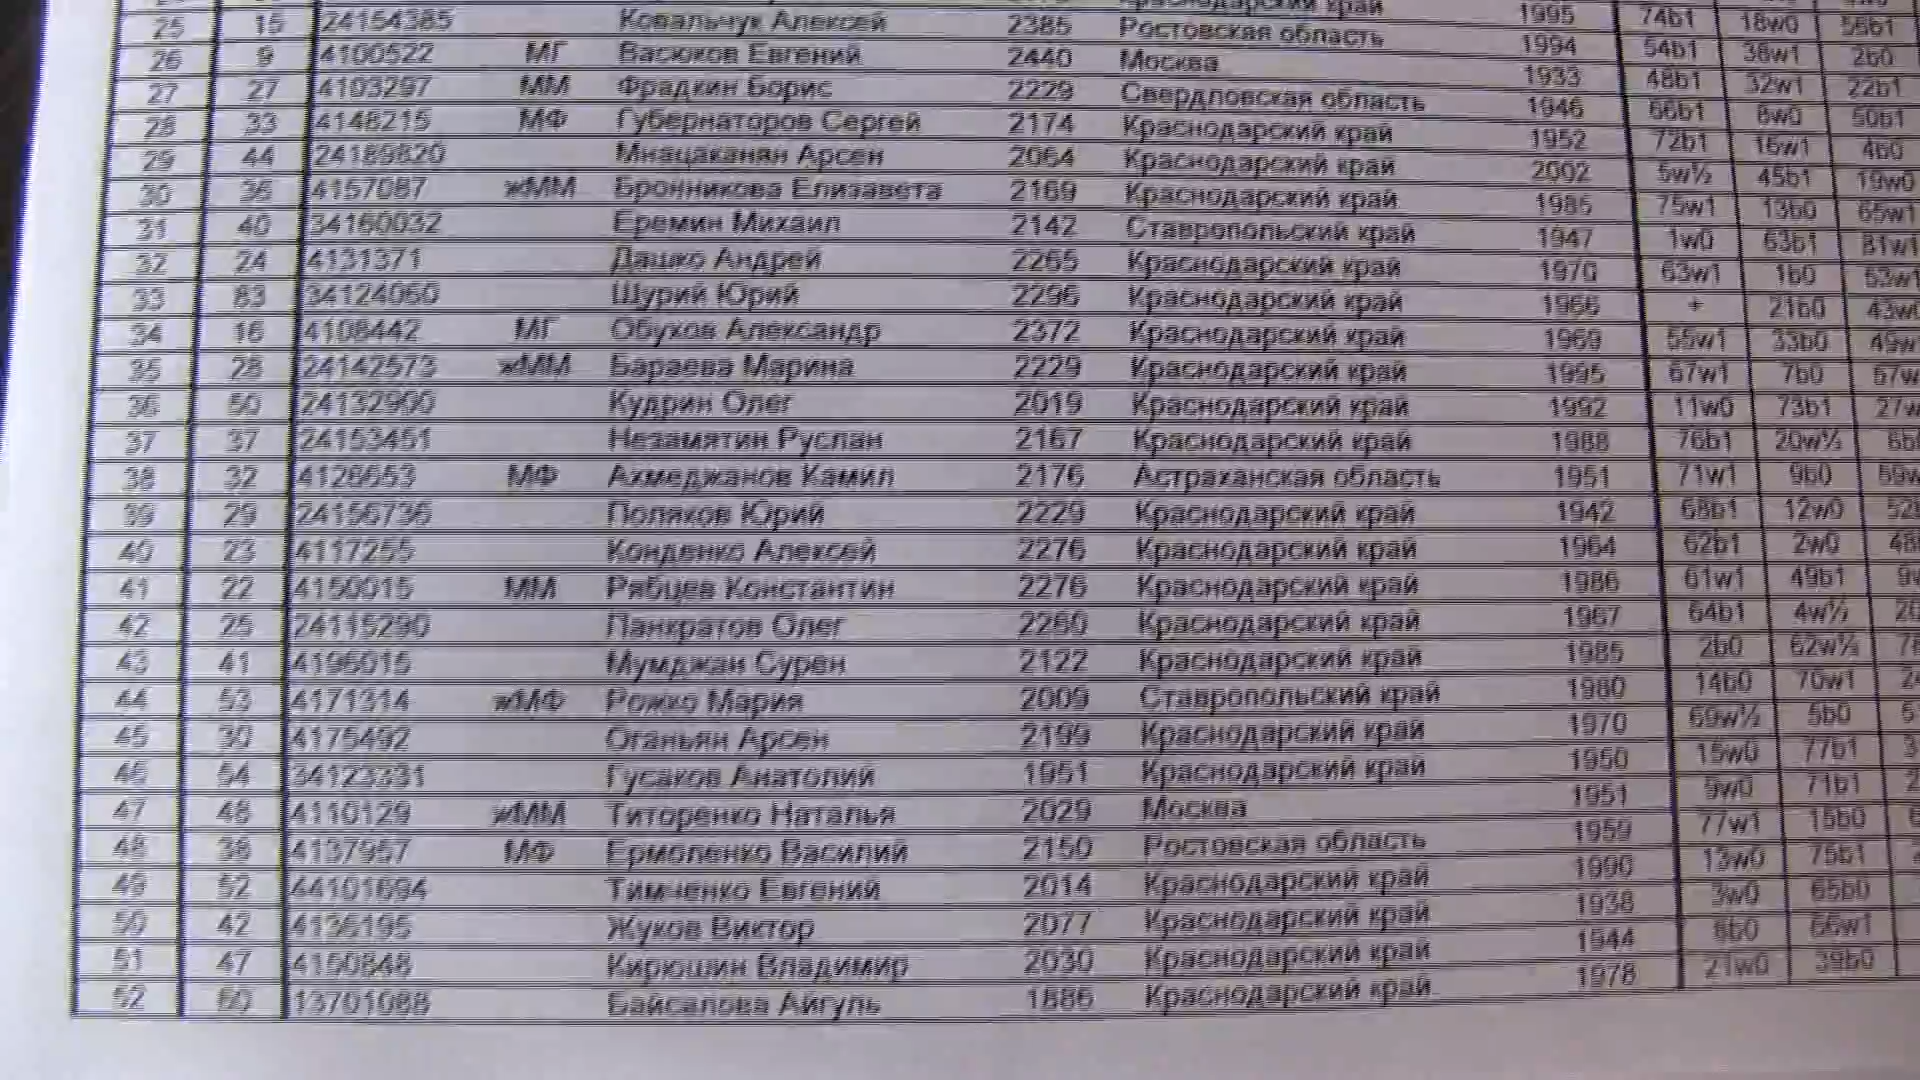 25 15 24154385 Ковальчук Алексей 2385 Ростовская область 1995 74b1 18w0 56b1
26 9 4100522 МГ Васюков Евгений 2440 Москва 1994 54b1 38w1 2b0
27 27 4103297 ММ Фрадкин Борис 2229 Свердловская область 1933 48b1 32w1 22b1
28 33 4148215 МФ Губернаторов Сергей 2174 Краснодарский край 1946 66b1 8w0 50b1
29 44 24189820 Мнацаканян Арсен 2064 Краснодарский край 1952 72b1 16w1 4b0
30 35 4157087 жММ Бронникова Елизавета 2169 Краснодарский край 2002 5w½ 45b1 19w0
31 40 34160032 Еремин Михаил 2142 Ставропольский край 1985 75w1 13b0 65w1
32 24 4131371 Дашко Андрей 2265 Краснодарский край 1947 1w0 63b1 81w1
33 83 34124060 Щурий Юрий 2296 Краснодарский край 1970 63w1 1b0 53w1
34 16 4108442 МГ Обухов Александр 2372 Краснодарский край 1966 + 21b0
35 28 24142573 жММ Бараева Марина 2229 Краснодарский край 1969 55w1 33b0
36 50 24132900 Кудрин Олег 2019 Краснодарский край 1995 67w1 7b0
37 37 24153451 Незамятин Руслан 2167 Краснодарский край 1992 11w0 73b1
38 32 4126653 МФ Ахмеджанов Камил 2176 Астраханская область 1988 76b1 20w½
39 29 24156736 Поляков Юрий 2229 Краснодарский край 1951 71w1 9b0
40 23 4117255 Конденко Алексей 2276 Краснодарский край 1942 68b1 12w0
41 22 4150015 ММ Рябцев Константин 2276 Краснодарский край 1964 62b1 2w0
42 25 24115290 Панкратов Олег 2260 Краснодарский край 1986 61w1 49b1
43 41 4195015 Мумджан Сурен 2122 Краснодарский край 1967 64b1 4w½
44 53 4171314 жМФ Рожко Мария 2009 Ставропольский край 1985 2b0 62w½
45 30 4175492 Оганьян Арсен 2199 Краснодарский край 1980 14b0 70w1
46 54 34123331 Гусаков Анатолий 1951 Краснодарский край 1970 69w½ 5b0
47 48 4110129 жММ Титоренко Наталья 2029 Москва 1950 15w0 77b1
48 38 4137957 МФ Ермоленко Василий 2150 Ростовская область 1951 9w0 71b1
49 52 44101694 Тимченко Евгений 2014 Краснодарский край 1959 77w1 15b0
50 42 4136195 Жуков Виктор 2077 Краснодарский край 1990 13w0 75b1
51 47 4150848 Кирюшин Владимир 2030 Краснодарский край 1938 3w0 65b0
52 60 13701088 Байсалова Айгуль 1886 Краснодарский край 1944 8b0 66w1
1978 21w0 39b0